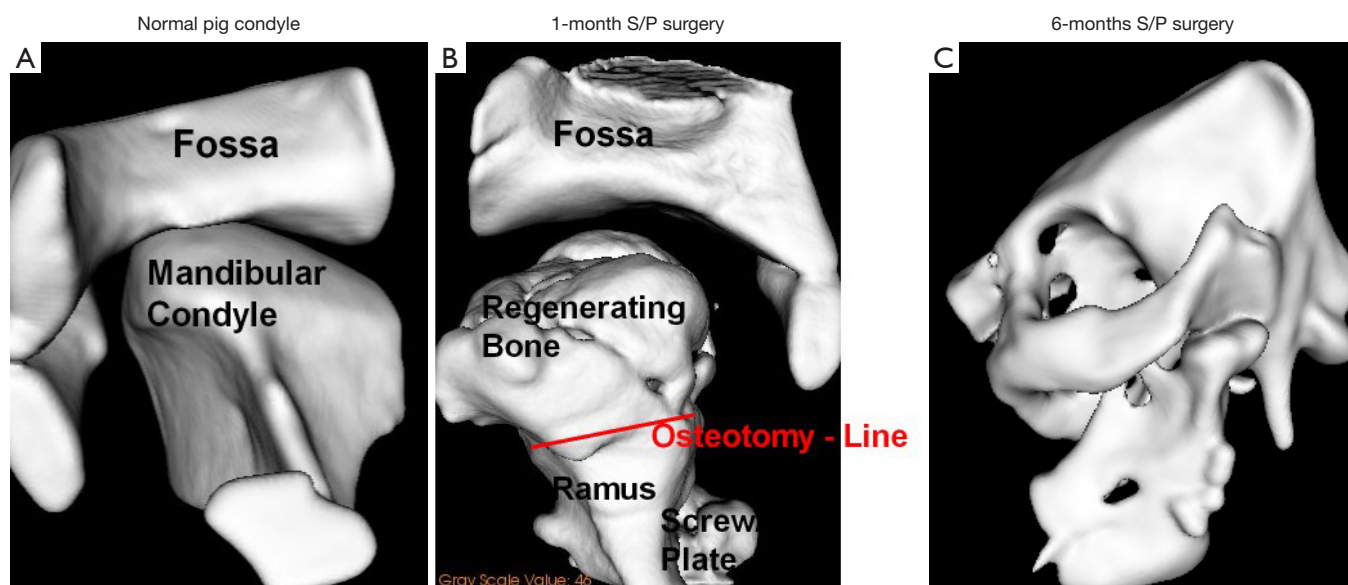 Normal pig condyle
1-month S/P surgery
6-months S/P surgery
A
B
C
Fossa
Mandibular
Condyle
Fossa
Regenerating
Bone
Osteotomy - Line
Ramus
Screw/
Plate
Gray Scale Value: 46